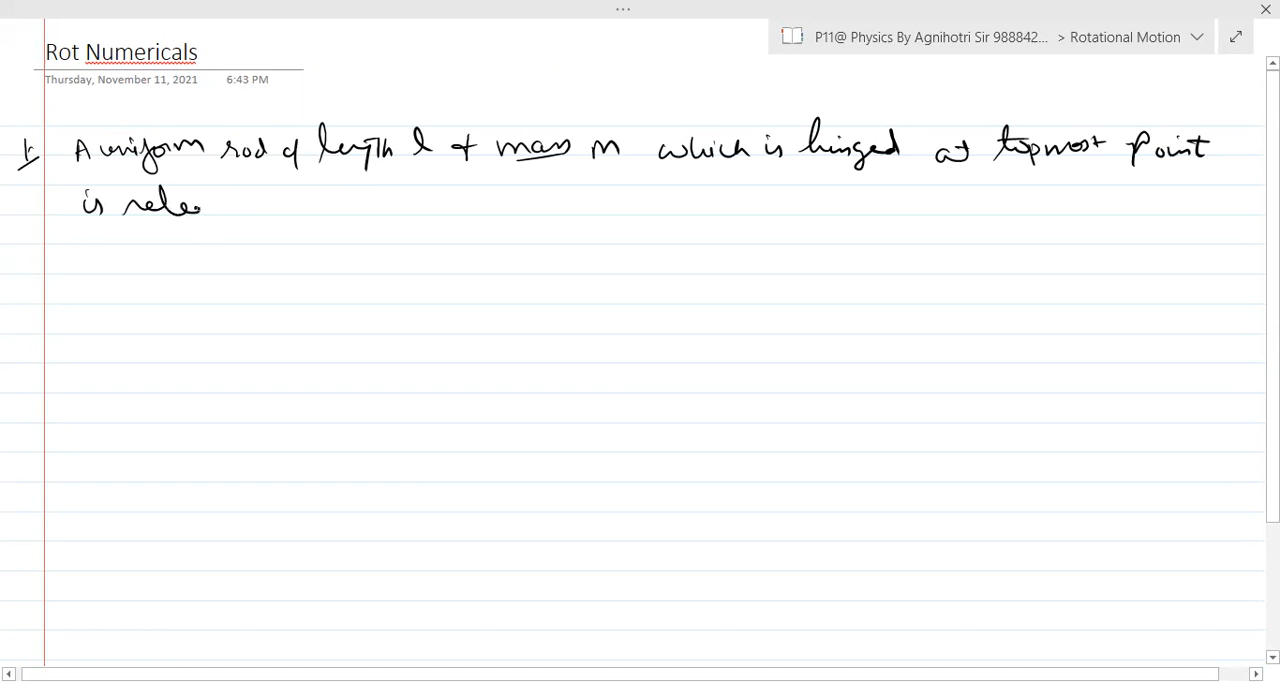 P11@ Physics By Agnihotri Sir 988842... > Rotational Motion
Rot Numericals
Thursday, November 11, 2021 6:43 PM
1. A uniform rod of length l & mass m which is hinged at topmost point
is relea